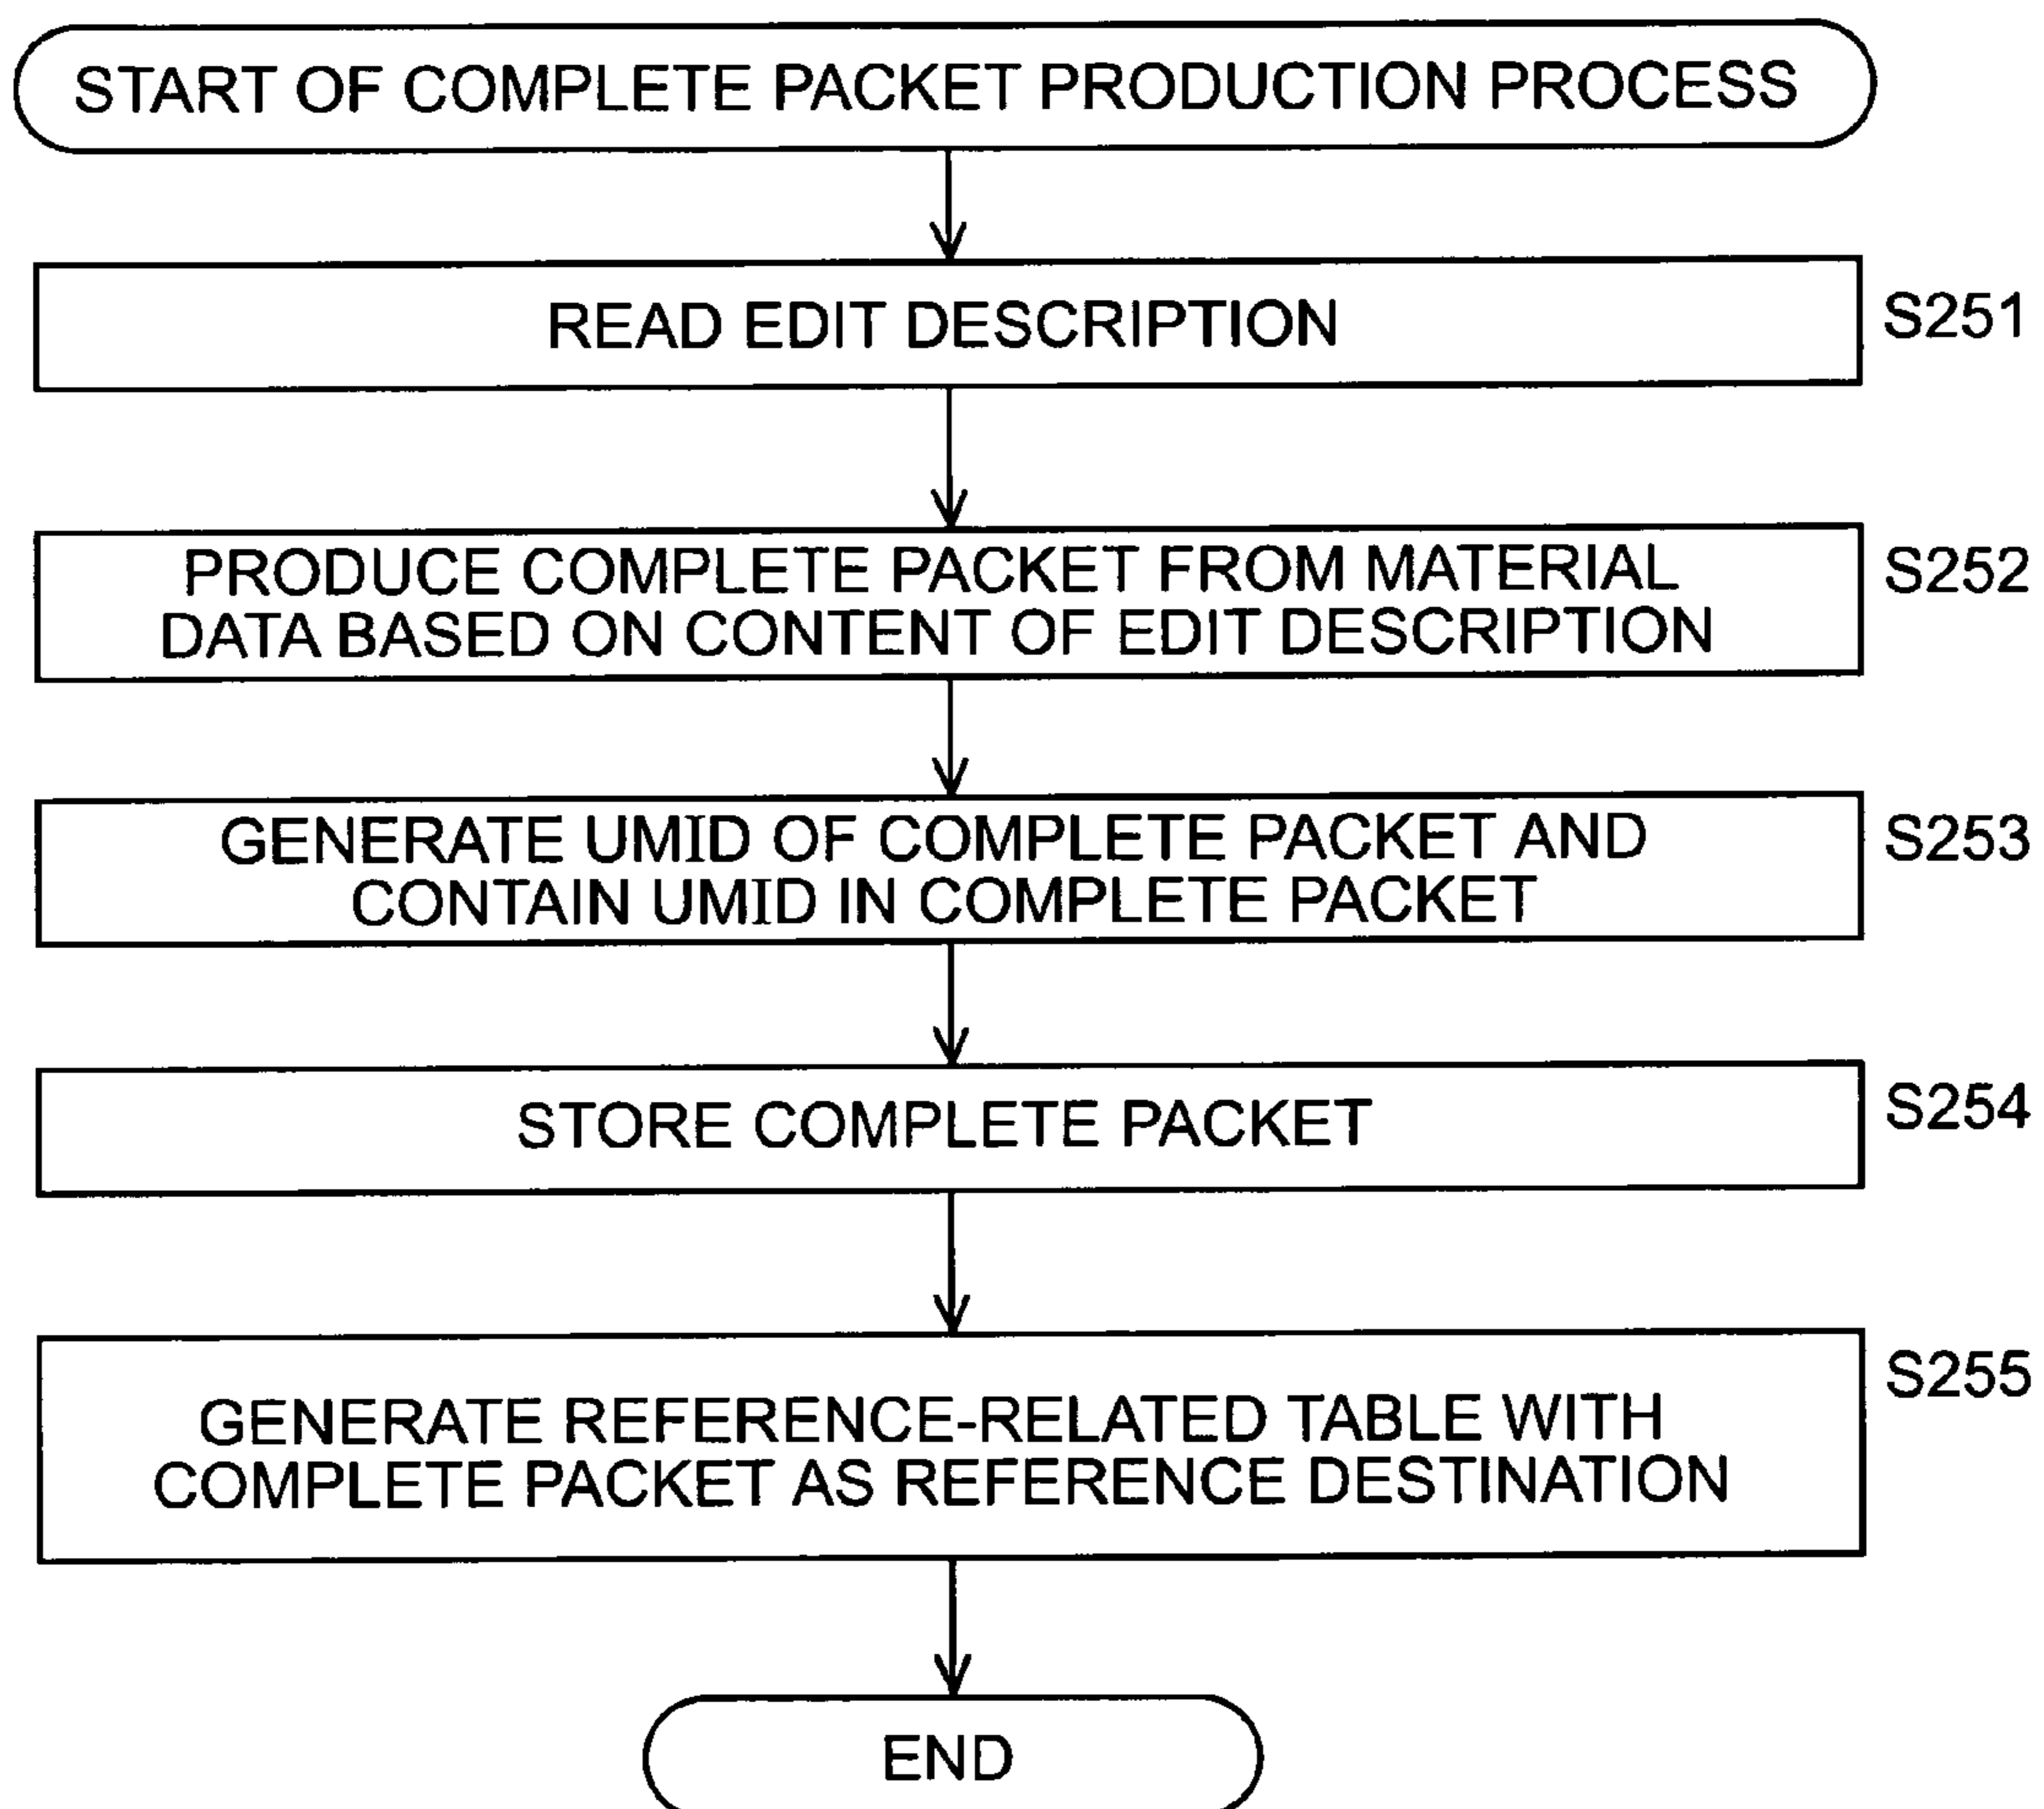 START OF COMPLETE PACKET PRODUCTION PROCESS
READ EDIT DESCRIPTION
S251
PRODUCE COMPLETE PACKET FROM MATERIAL
DATA BASED ON CONTENT OF EDIT DESCRIPTION
S252
GENERATE UMID OF COMPLETE PACKET AND
CONTAIN UMID IN COMPLETE PACKET
S253
STORE COMPLETE PACKET
S254
GENERATE REFERENCE-RELATED TABLE WITH
COMPLETE PACKET AS REFERENCE DESTINATION
S255
END